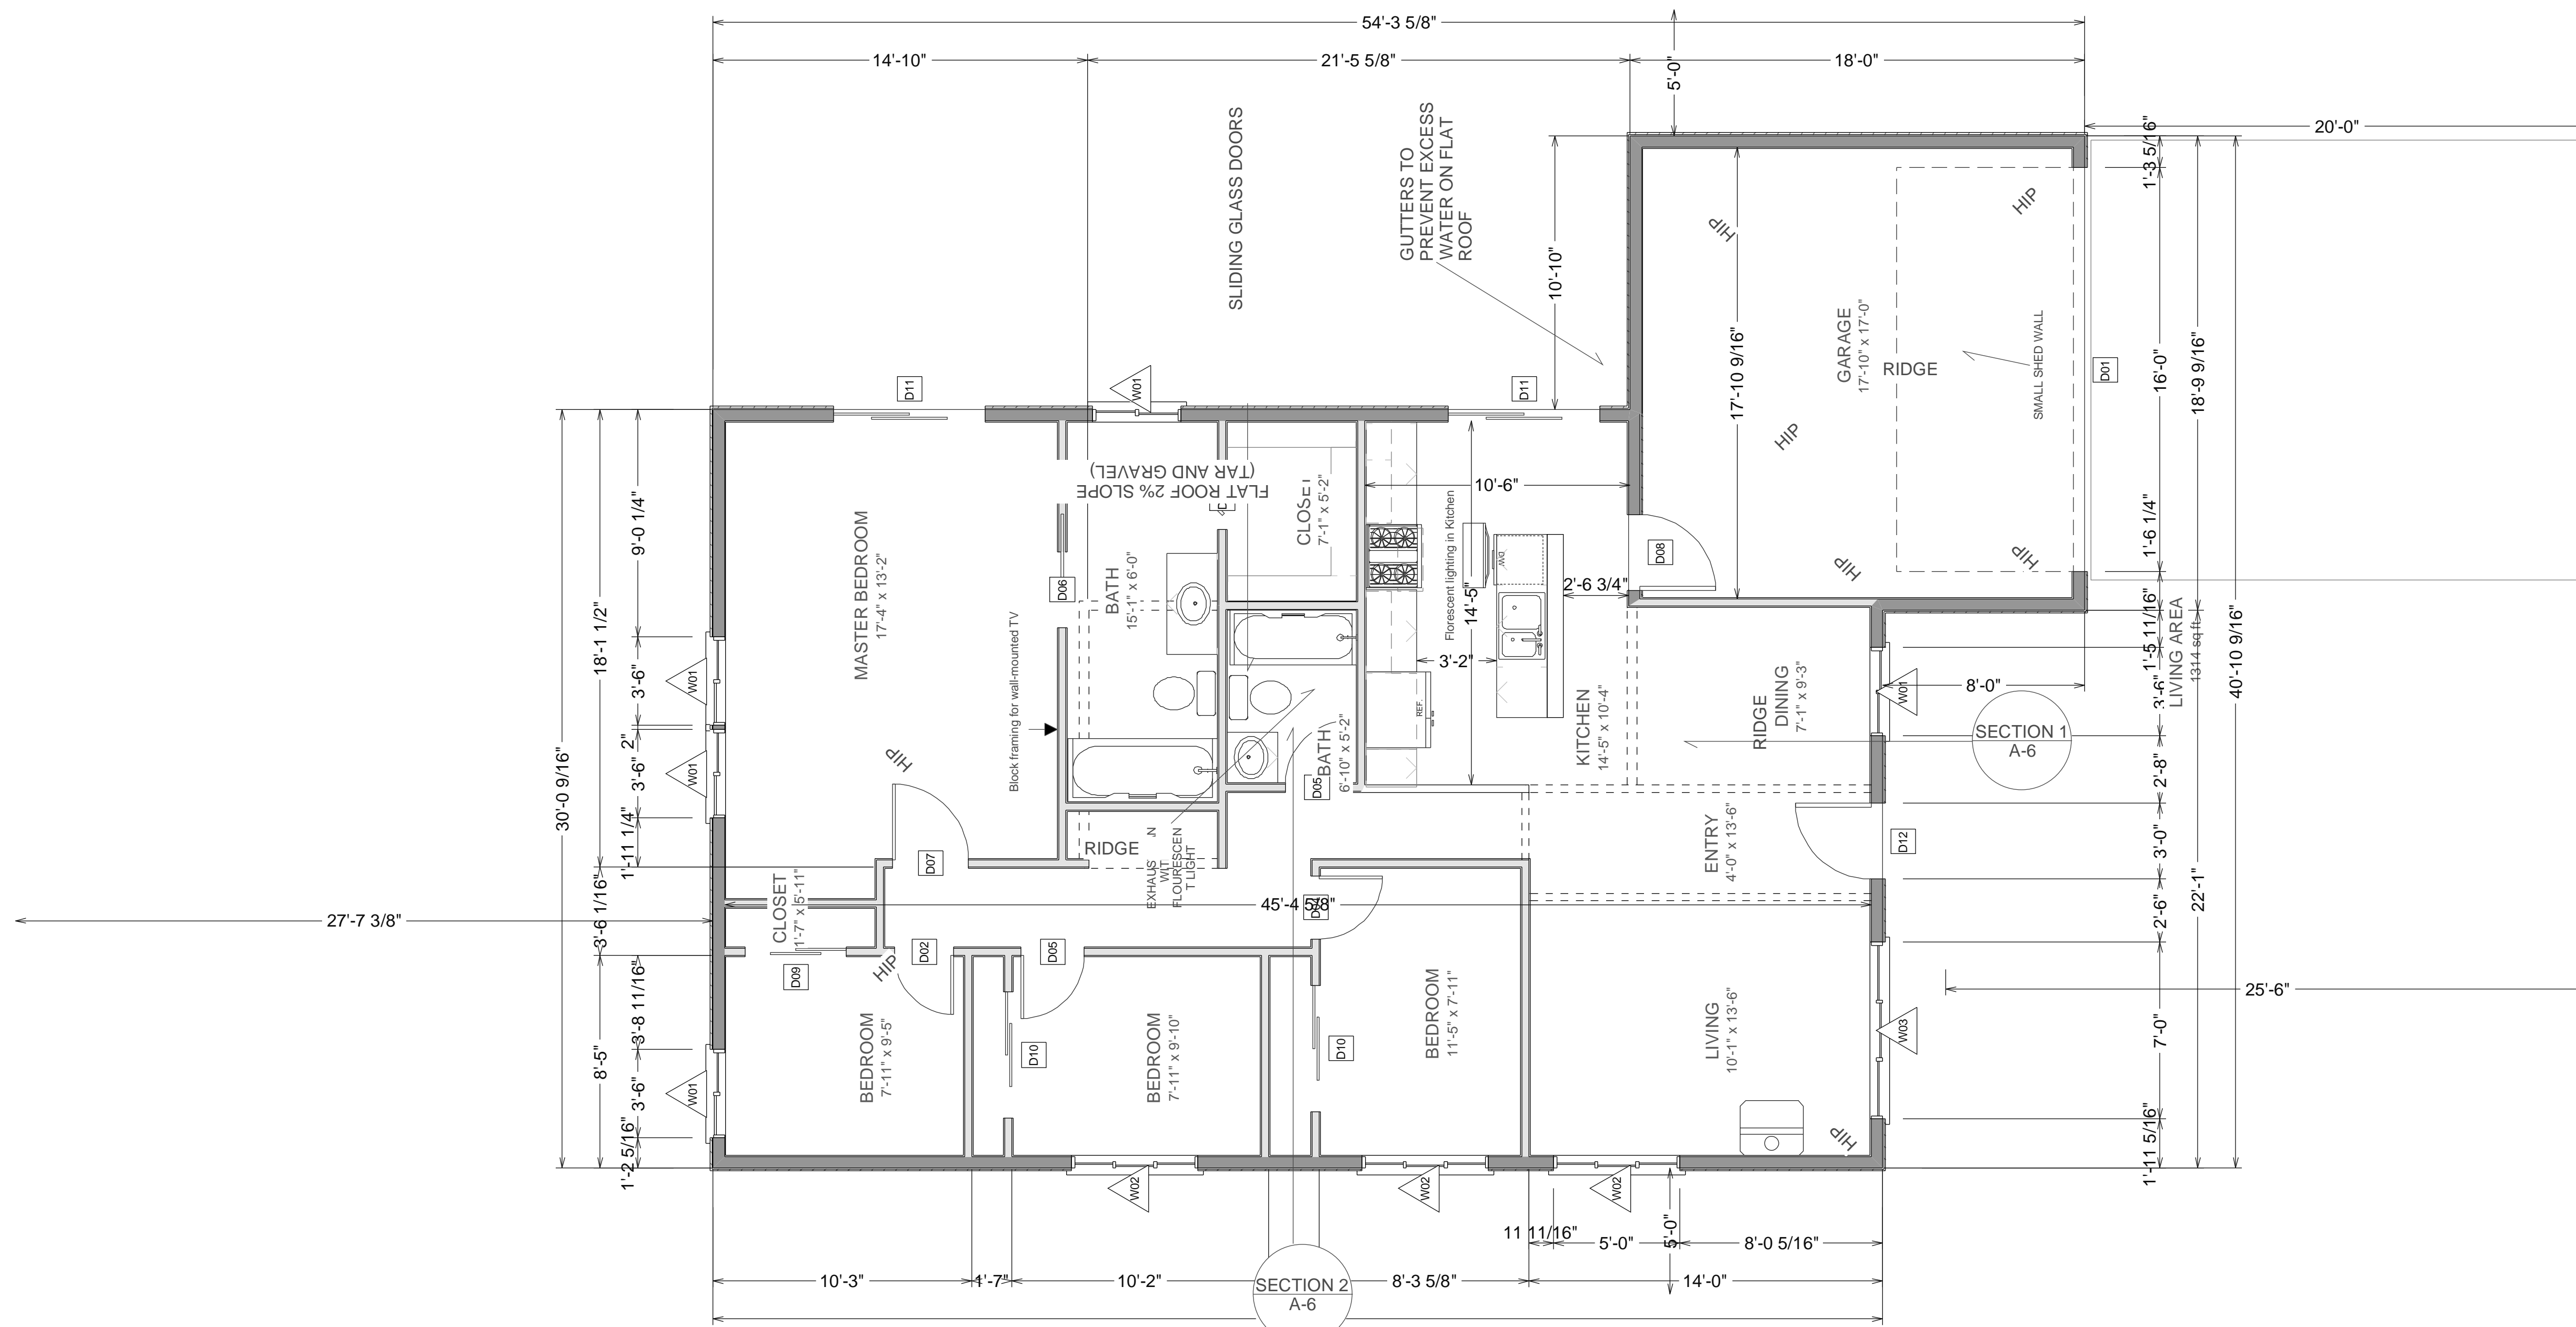 54'-3 5/8"
14'-10"
21'-5 5/8"
18'-0"
5'-0"
20'-0"
SLIDING GLASS DOORS
GUTTERS TO
PREVENT EXCESS
WATER ON FLAT
ROOF
10'-10"
17'-10 9/16"
GARAGE
17'-10" x 17'-0"
RIDGE
HIP
HIP
HIP
HIP
HIP
SMALL SHED WALL
D01
1'-3 5/16"
16'-0"
1'-6 1/4"
18'-9 9/16"
40'-10 9/16"
D11
W01
D11
30'-0 9/16"
18'-1 1/2"
9'-0 1/4"
3'-6"
2"
3'-6"
1'-11 1/4"
3'-6 1/16"
8'-5"
3'-8 11/16"
3'-6"
1'-2 5/16"
27'-7 3/8"
W01
W01
W01
MASTER BEDROOM
17'-4" x 13'-2"
Block framing for wall-mounted TV
HIP
D07
D06
FLAT ROOF 2% SLOPE
(TAR AND GRAVEL)
BATH
15'-1" x 6'-0"
CLOSET
7'-1" x 5'-2"
BATH
6'-10" x 5'-2"
D05
RIDGE
FLOURESCEN
T LIGHT
10'-6"
14'-5"
Florescent lighting in Kitchen
D/W
2'-6 3/4"
3'-2"
REF.
KITCHEN
14'-5" x 10'-4"
D08
RIDGE
DINING
7'-1" x 9'-3"
W01
8'-0"
1'-5 11/16"
3'-6"
LIVING AREA
1314 sq ft
SECTION 1
A-6
2'-8"
3'-0"
2'-6"
7'-0"
1'-11 5/16"
22'-1"
25'-6"
ENTRY
4'-0" x 13'-6"
D12
CLOSET
1'-7" x 5'-11"
45'-4 5/8"
HIP
D09
D02
D05
BEDROOM
7'-11" x 9'-5"
D10
BEDROOM
7'-11" x 9'-10"
D10
BEDROOM
11'-5" x 7'-11"
LIVING
10'-1" x 13'-6"
HIP
W03
W02
W02
W02
11 11/16"
5'-0"
5'-0"
8'-0 5/16"
10'-3"
1'-7"
10'-2"
8'-3 5/8"
14'-0"
SECTION 2
A-6